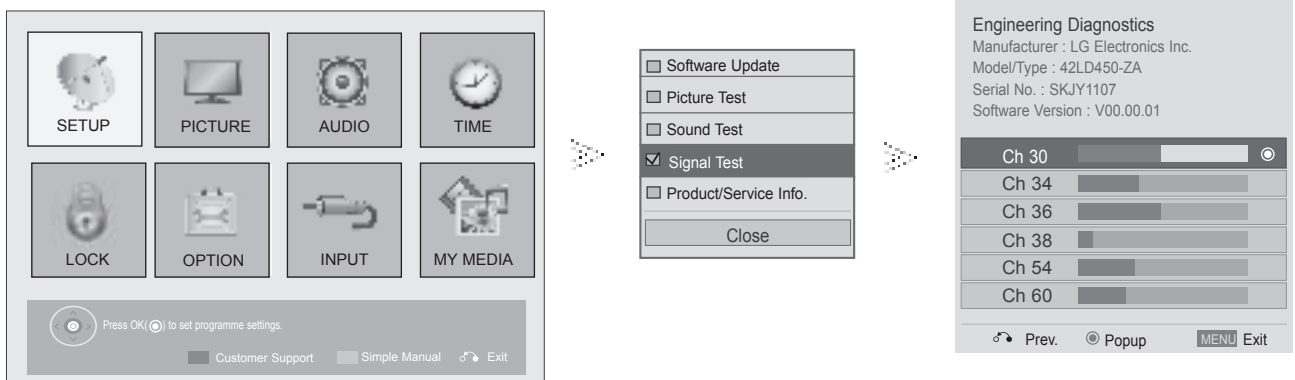 SETUP
PICTURE
AUDIO
TIME
LOCK
OPTION
INPUT
MY MEDIA
Press OK(◉) to set programme settings.
Customer Support Simple Manual Exit
Software Update
Picture Test
Sound Test
Signal Test
Product/Service Info.
Close
Engineering Diagnostics
Manufacturer : LG Electronics Inc.
Model/Type : 42LD450-ZA
Serial No. : SKJY1107
Software Version : V00.00.01
Ch 30
Ch 34
Ch 36
Ch 38
Ch 54
Ch 60
Prev. Popup MENU Exit